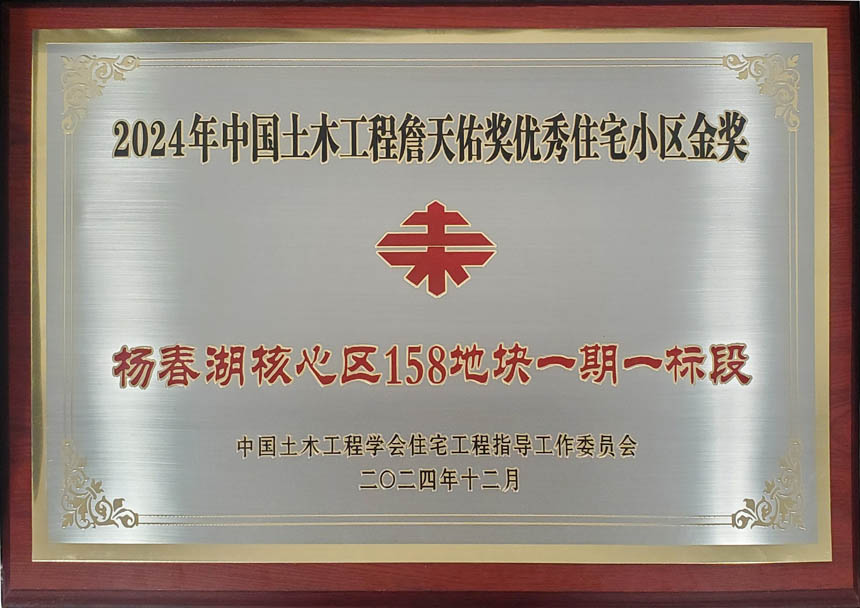 2024年中国土木工程詹天佑奖优秀住宅小区金奖
杨春湖核心区158地块一期一标段
中国土木工程学会住宅工程指导工作委员会
二〇二四年十二月